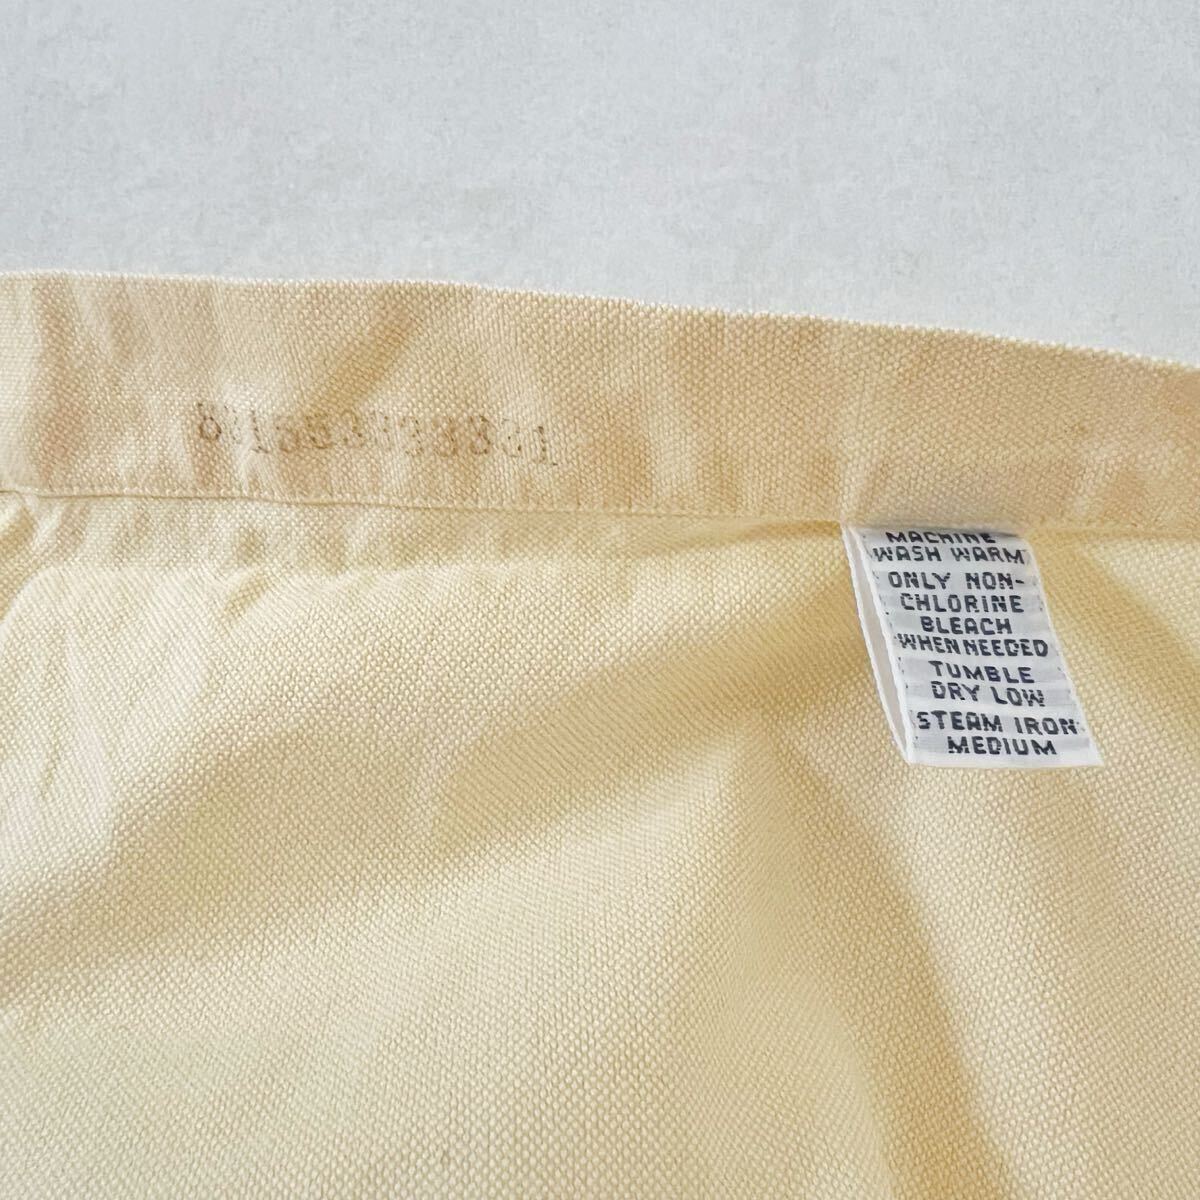 MACHINE
WASH WARM
ONLY NON-
CHLORINE
BLEACH
WHEN NEEDED
TUMBLE
DRY LOW
STEAM IRON
MEDIUM